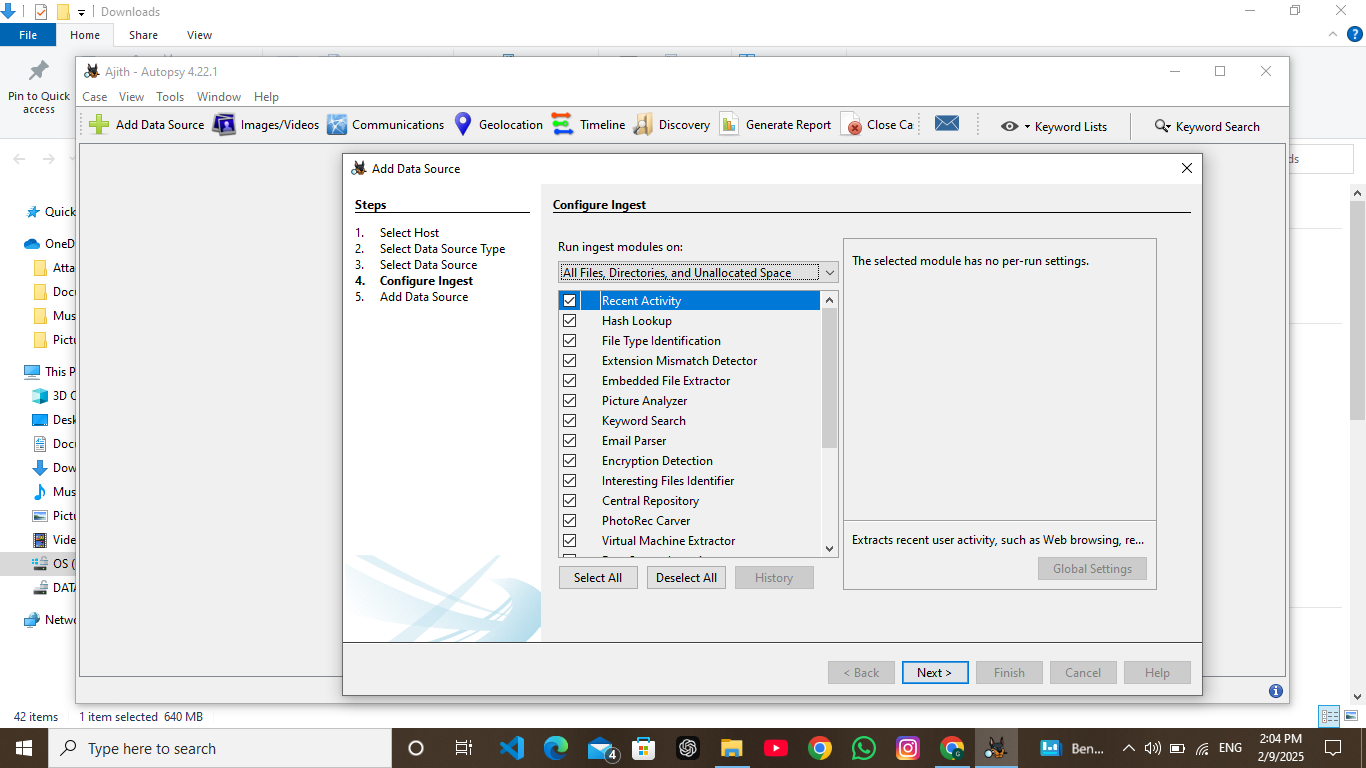 Downloads
File Home Share View
Pin to Quick access
Ajith - Autopsy 4.22.1
Case View Tools Window Help
Add Data Source Images/Videos Communications Geolocation Timeline Discovery Generate Report Close Ca Keyword Lists Keyword Search
Quick
OneD
Atta
Docu
Mus
Pictu
This P
3D O
Desk
Docu
Dow
Mus
Pictu
Vide
OS (
DATA
Netwo
Add Data Source
Steps
1. Select Host
2. Select Data Source Type
3. Select Data Source
4. Configure Ingest
5. Add Data Source
Configure Ingest
Run ingest modules on:
All Files, Directories, and Unallocated Space
Recent Activity
Hash Lookup
File Type Identification
Extension Mismatch Detector
Embedded File Extractor
Picture Analyzer
Keyword Search
Email Parser
Encryption Detection
Interesting Files Identifier
Central Repository
PhotoRec Carver
Virtual Machine Extractor
Select All Deselect All History
The selected module has no per-run settings.
Extracts recent user activity, such as Web browsing, re...
Global Settings
< Back Next > Finish Cancel Help
42 items 1 item selected 640 MB
Type here to search
4
Ben...
ENG
2:04 PM
2/9/2025